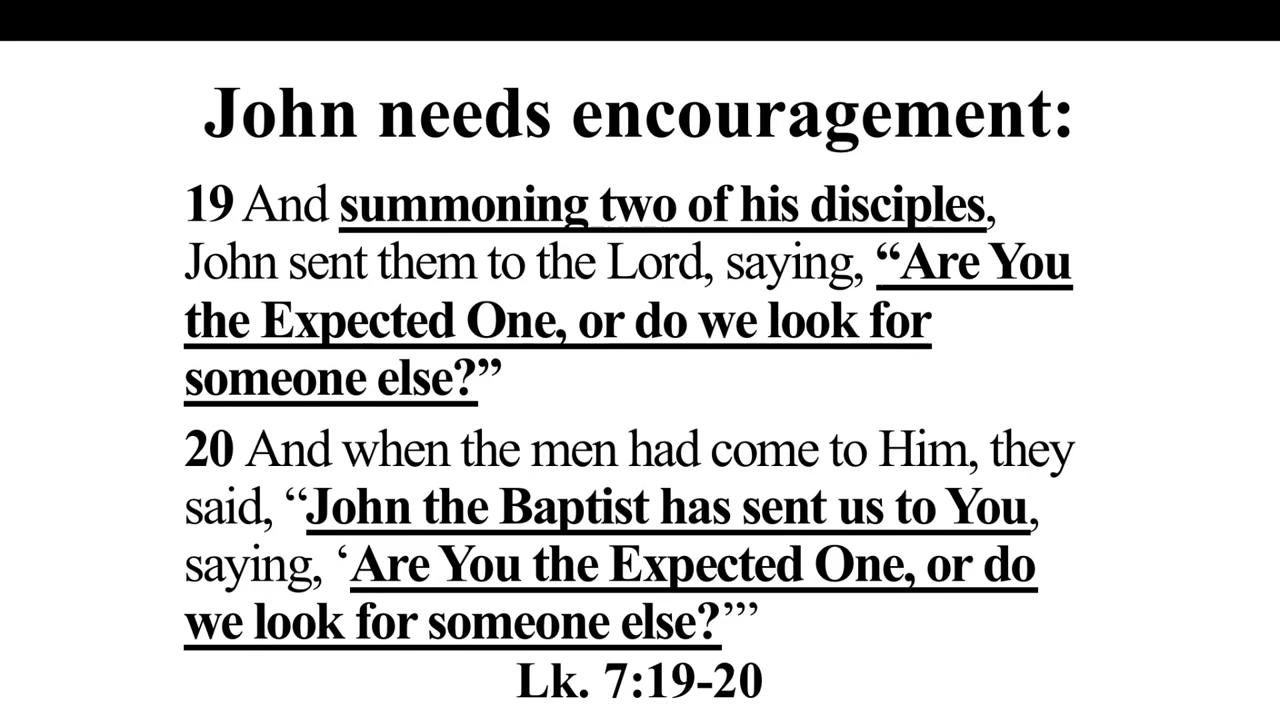 John needs encouragement:
19 And summoning two of his disciples,
John sent them to the Lord, saying, “Are You
the Expected One, or do we look for
someone else?”
20 And when the men had come to Him, they
said, “John the Baptist has sent us to You,
saying, ‘Are You the Expected One, or do
we look for someone else?’”
Lk. 7:19-20